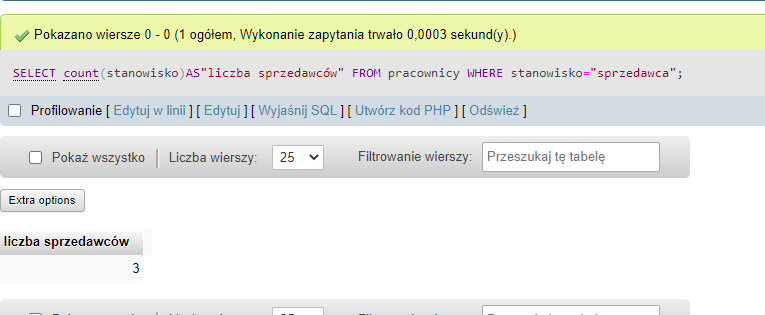 Pokazano wiersze 0 - 0 (1 ogółem, Wykonanie zapytania trwało 0,0003 sekund(y).)
SELECT count(stanowisko)AS"liczba sprzedawców" FROM pracownicy WHERE stanowisko="sprzedawca";
Profilowanie [ Edytuj w linii ] [ Edytuj ] [ Wyjaśnij SQL ] [ Utwórz kod PHP ] [ Odśwież ]
Pokaż wszystko Liczba wierszy: 25 Filtrowanie wierszy: Przeszukaj tę tabelę
Extra options
liczba sprzedawców
3